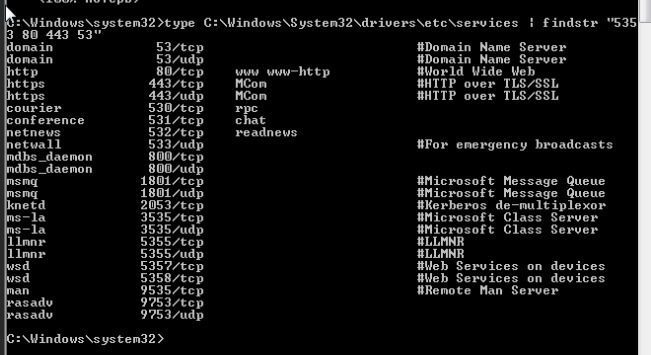 C:\Windows\system32>type C:\Windows\System32\drivers\etc\services | findstr "535
3 80 443 53"
domain 53/tcp #Domain Name Server
domain 53/udp #Domain Name Server
http 80/tcp www www-http #World Wide Web
https 443/tcp MCom #HTTP over TLS/SSL
https 443/udp MCom #HTTP over TLS/SSL
courier 530/tcp rpc
conference 531/tcp chat
netnews 532/tcp readnews
netwall 533/udp #For emergency broadcasts
mdbs_daemon 800/tcp
mdbs_daemon 800/udp
msmq 1801/tcp #Microsoft Message Queue
msmq 1801/udp #Microsoft Message Queue
knetd 2053/tcp #Kerberos de-multiplexor
ms-la 3535/tcp #Microsoft Class Server
ms-la 3535/udp #Microsoft Class Server
llmnr 5355/tcp #LLMNR
llmnr 5355/udp #LLMNR
wsd 5357/tcp #Web Services on devices
wsd 5358/tcp #Web Services on devices
man 9535/tcp #Remote Man Server
rasadv 9753/tcp
rasadv 9753/udp
C:\Windows\system32>